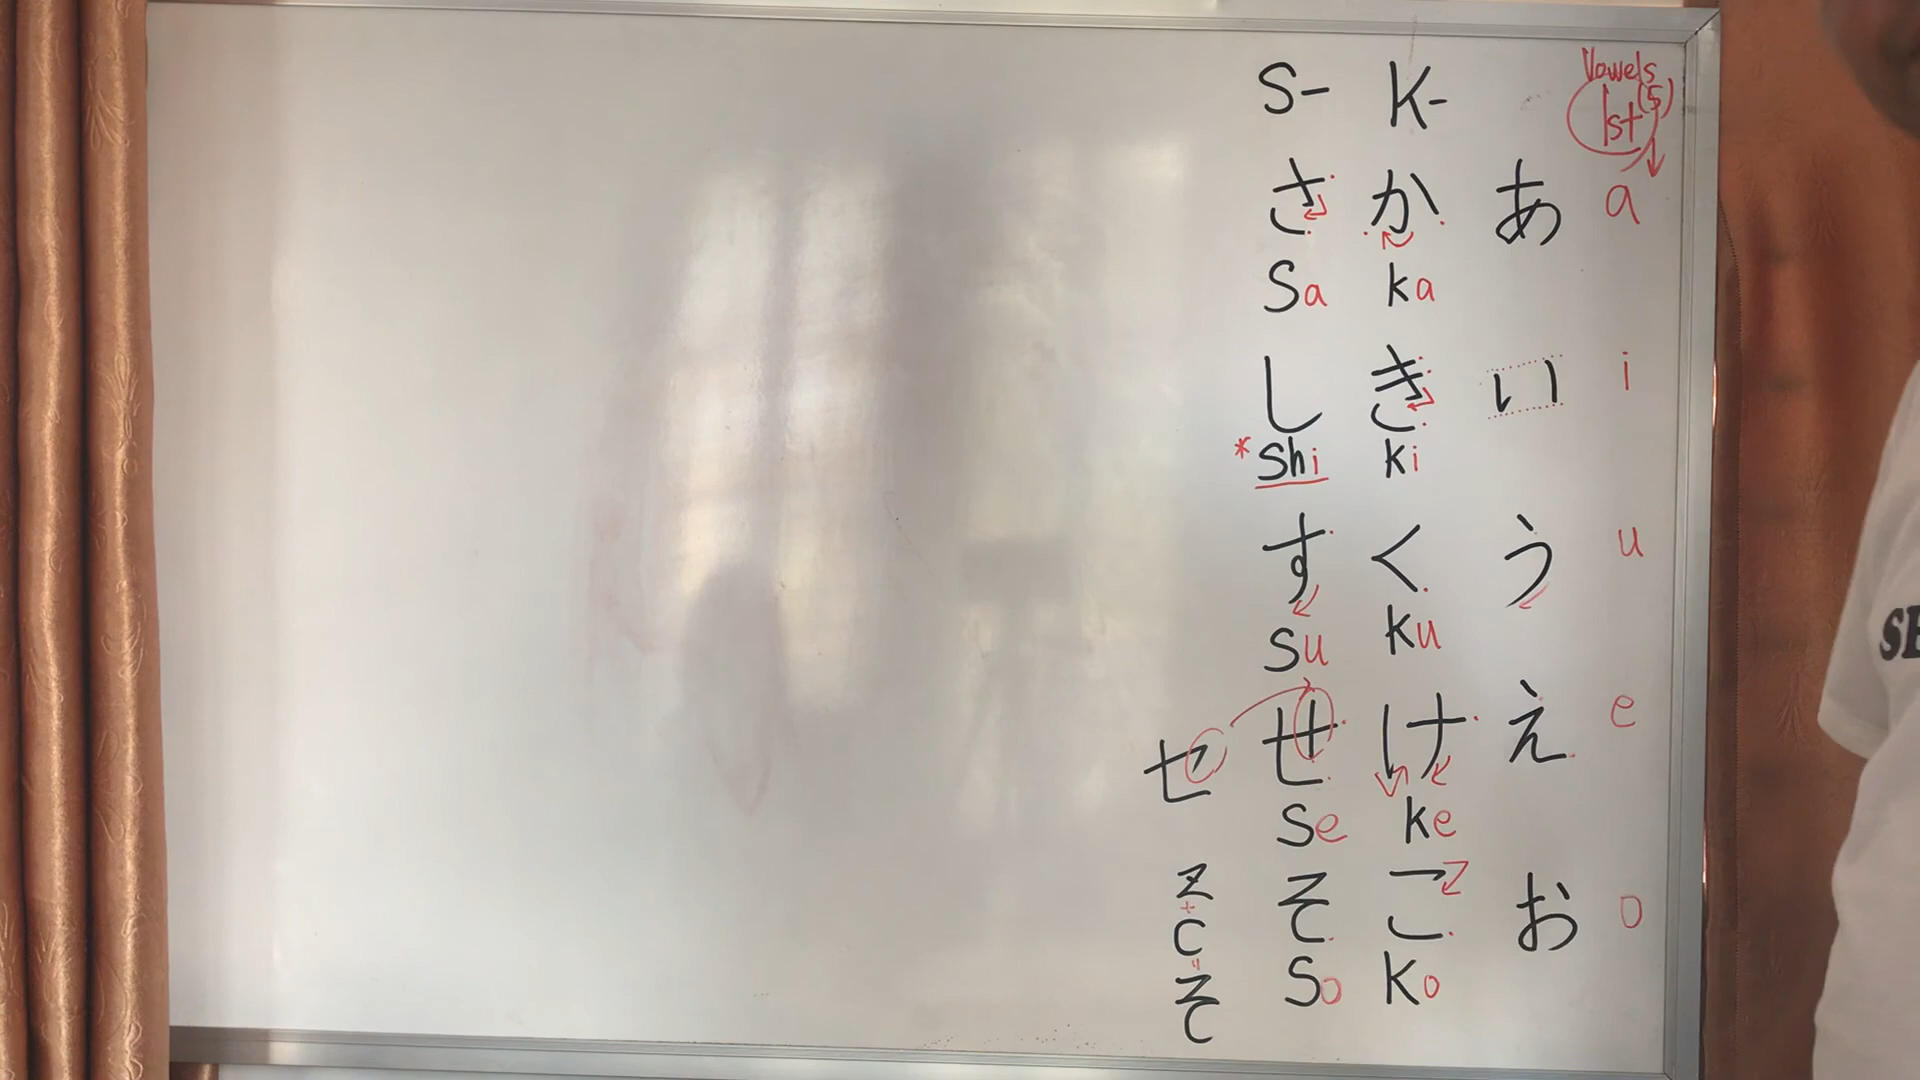 Vowels
1st (5)
S- K-
さ か あ a
Sa ka
し き い i
*Shi ki
す く う u
Su ku
セ せ け え e
Se ke
Z そ こ お o
+
C
So Ko
=
そ
SE